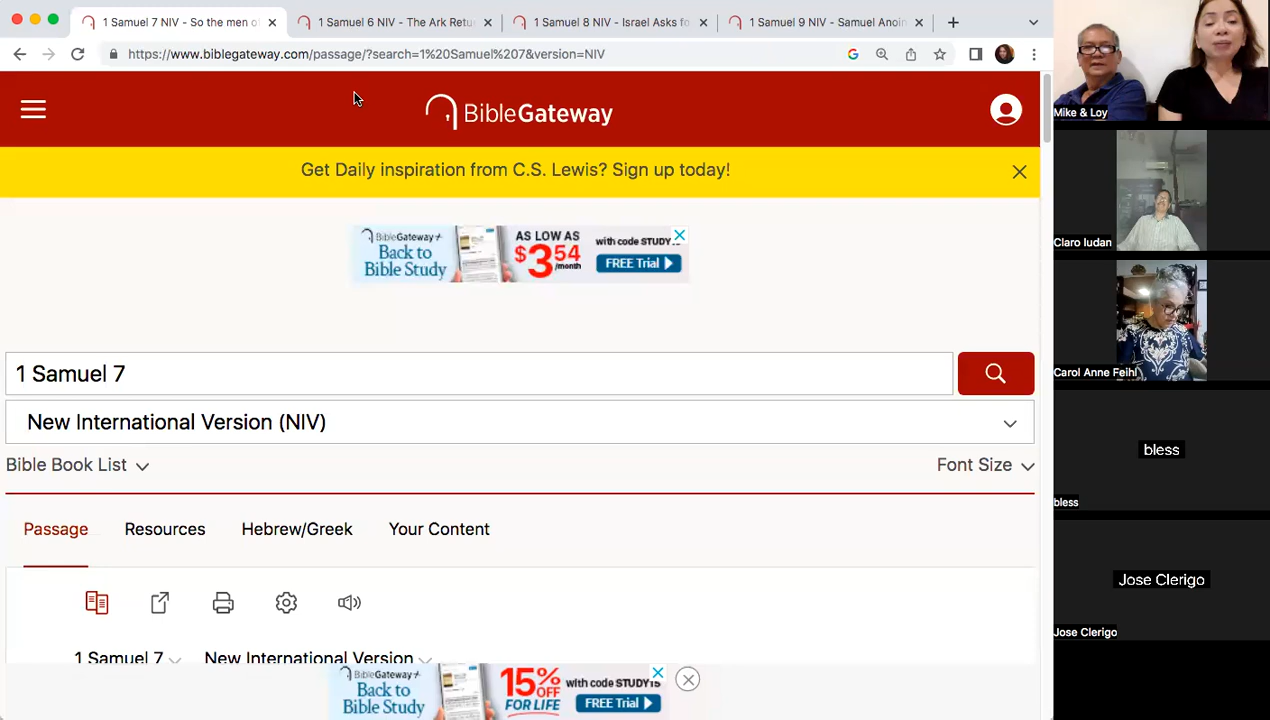 1 Samuel 7 NIV - So the men o
1 Samuel 6 NIV - The Ark Retu
1 Samuel 8 NIV - Israel Asks fo
1 Samuel 9 NIV - Samuel Anoin
https://www.biblegateway.com/passage/?search=1%20Samuel%207&version=NIV
BibleGateway
Get Daily inspiration from C.S. Lewis? Sign up today!
BibleGateway+
Back to
Bible Study
AS LOW AS
$3.54
/month
with code STUDY15
FREE Trial
1 Samuel 7
New International Version (NIV)
Bible Book List
Font Size
Passage
Resources
Hebrew/Greek
Your Content
1 Samuel 7
New International Version
BibleGateway+
Back to
Bible Study
15% OFF
FOR LIFE
with code STUDY15
FREE Trial
Mike & Loy
Claro Iudan
Carol Anne Feihl
bless
bless
Jose Clerigo
Jose Clerigo